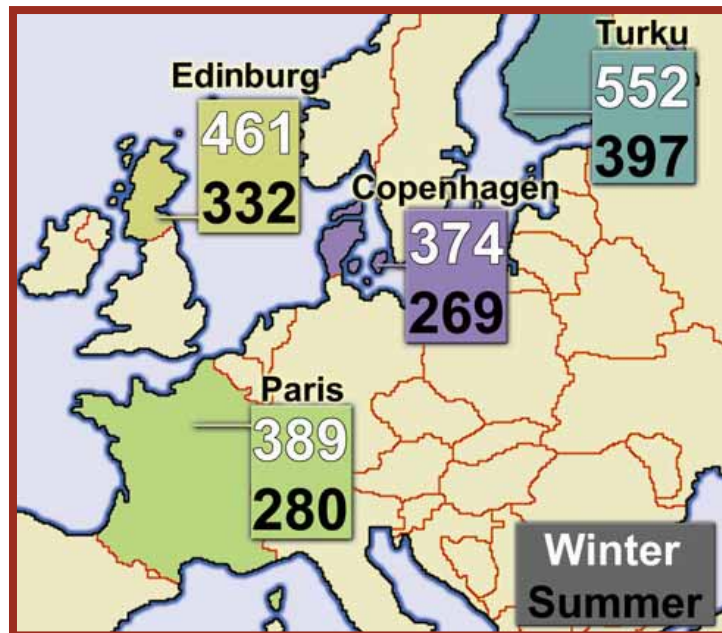 Turku
552
397
Edinburg
461
332
Copenhagen
374
269
Paris
389
280
Winter
Summer